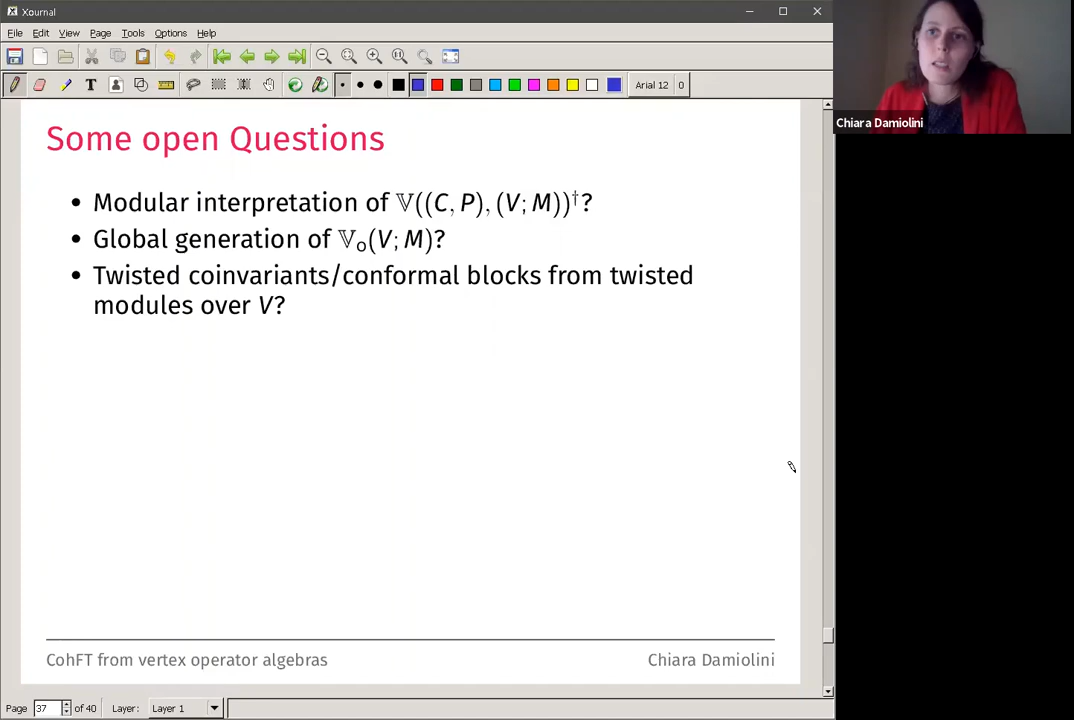 Xournal
File Edit View Page Tools Options Help
Arial 12 0
Chiara Damiolini
Some open Questions
• Modular interpretation of 𝕍((C, P), (V; M))†?
• Global generation of 𝕍₀(V; M)?
• Twisted coinvariants/conformal blocks from twisted
modules over V?
CohFT from vertex operator algebras Chiara Damiolini
Page 37 of 40 Layer: Layer 1